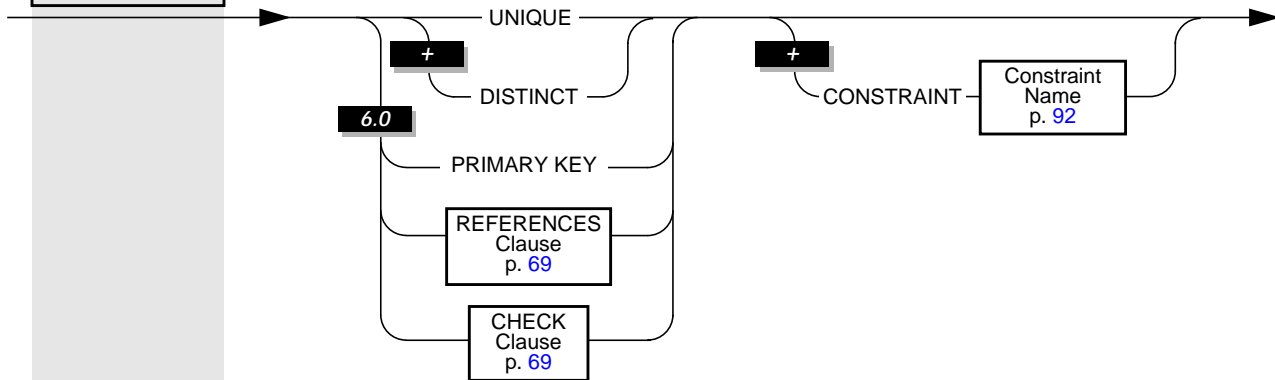 UNIQUE
+
DISTINCT
+
CONSTRAINT
Constraint
Name
p. 92
6.0
PRIMARY KEY
REFERENCES
Clause
p. 69
CHECK
Clause
p. 69